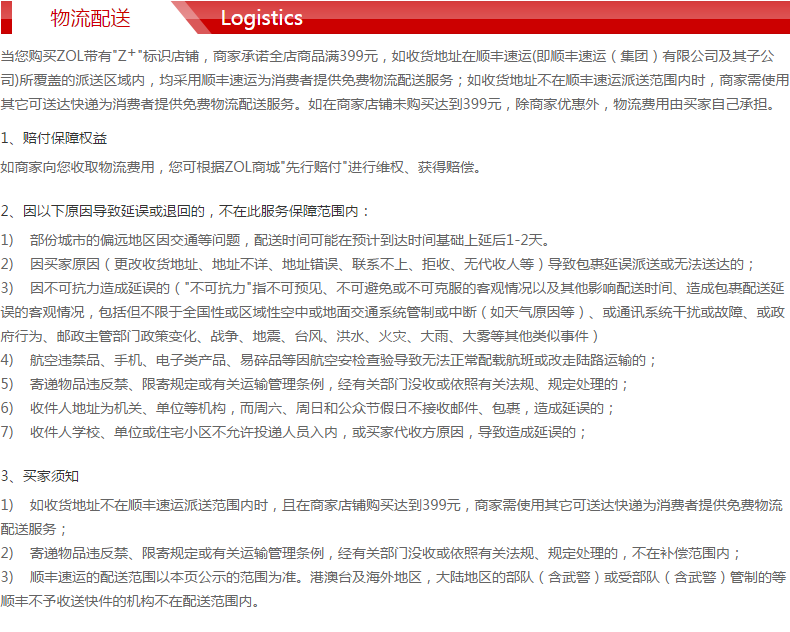 物流配送 Logistics
当您购买ZOL带有"Z⁺"标识店铺，商家承诺全店商品满399元，如收货地址在顺丰速运(即顺丰速运（集团）有限公司及其子公
司)所覆盖的派送区域内，均采用顺丰速运为消费者提供免费物流配送服务；如收货地址不在顺丰速运派送范围内时，商家需使用
其它可送达快递为消费者提供免费物流配送服务。如在商家店铺未购买达到399元，除商家优惠外，物流费用由买家自己承担。
1、赔付保障权益
如商家向您收取物流费用，您可根据ZOL商城"先行赔付"进行维权、获得赔偿。
2、因以下原因导致延误或退回的，不在此服务保障范围内：
1) 部份城市的偏远地区因交通等问题，配送时间可能在预计到达时间基础上延后1-2天。
2) 因买家原因（更改收货地址、地址不详、地址错误、联系不上、拒收、无代收人等）导致包裹延误派送或无法送达的；
3) 因不可抗力造成延误的（"不可抗力"指不可预见、不可避免或不可克服的客观情况以及其他影响配送时间、造成包裹配送延
误的客观情况，包括但不限于全国性或区域性空中或地面交通系统管制或中断（如天气原因等）、或通讯系统干扰或故障、或政
府行为、邮政主管部门政策变化、战争、地震、台风、洪水、火灾、大雨、大雾等其他类似事件）
4) 航空违禁品、手机、电子类产品、易碎品等因航空安检查验导致无法正常配载航班或改走陆路运输的；
5) 寄递物品违反禁、限寄规定或有关运输管理条例，经有关部门没收或依照有关法规、规定处理的；
6) 收件人地址为机关、单位等机构，而周六、周日和公众节假日不接收邮件、包裹，造成延误的；
7) 收件人学校、单位或住宅小区不允许投递人员入内，或买家代收方原因，导致造成延误的；
3、买家须知
1) 如收货地址不在顺丰速运派送范围内时，且在商家店铺购买达到399元，商家需使用其它可送达快递为消费者提供免费物流
配送服务；
2) 寄递物品违反禁、限寄规定或有关运输管理条例，经有关部门没收或依照有关法规、规定处理的，不在补偿范围内；
3) 顺丰速运的配送范围以本页公示的范围为准。港澳台及海外地区，大陆地区的部队（含武警）或受部队（含武警）管制的等
顺丰不予收送快件的机构不在配送范围内。